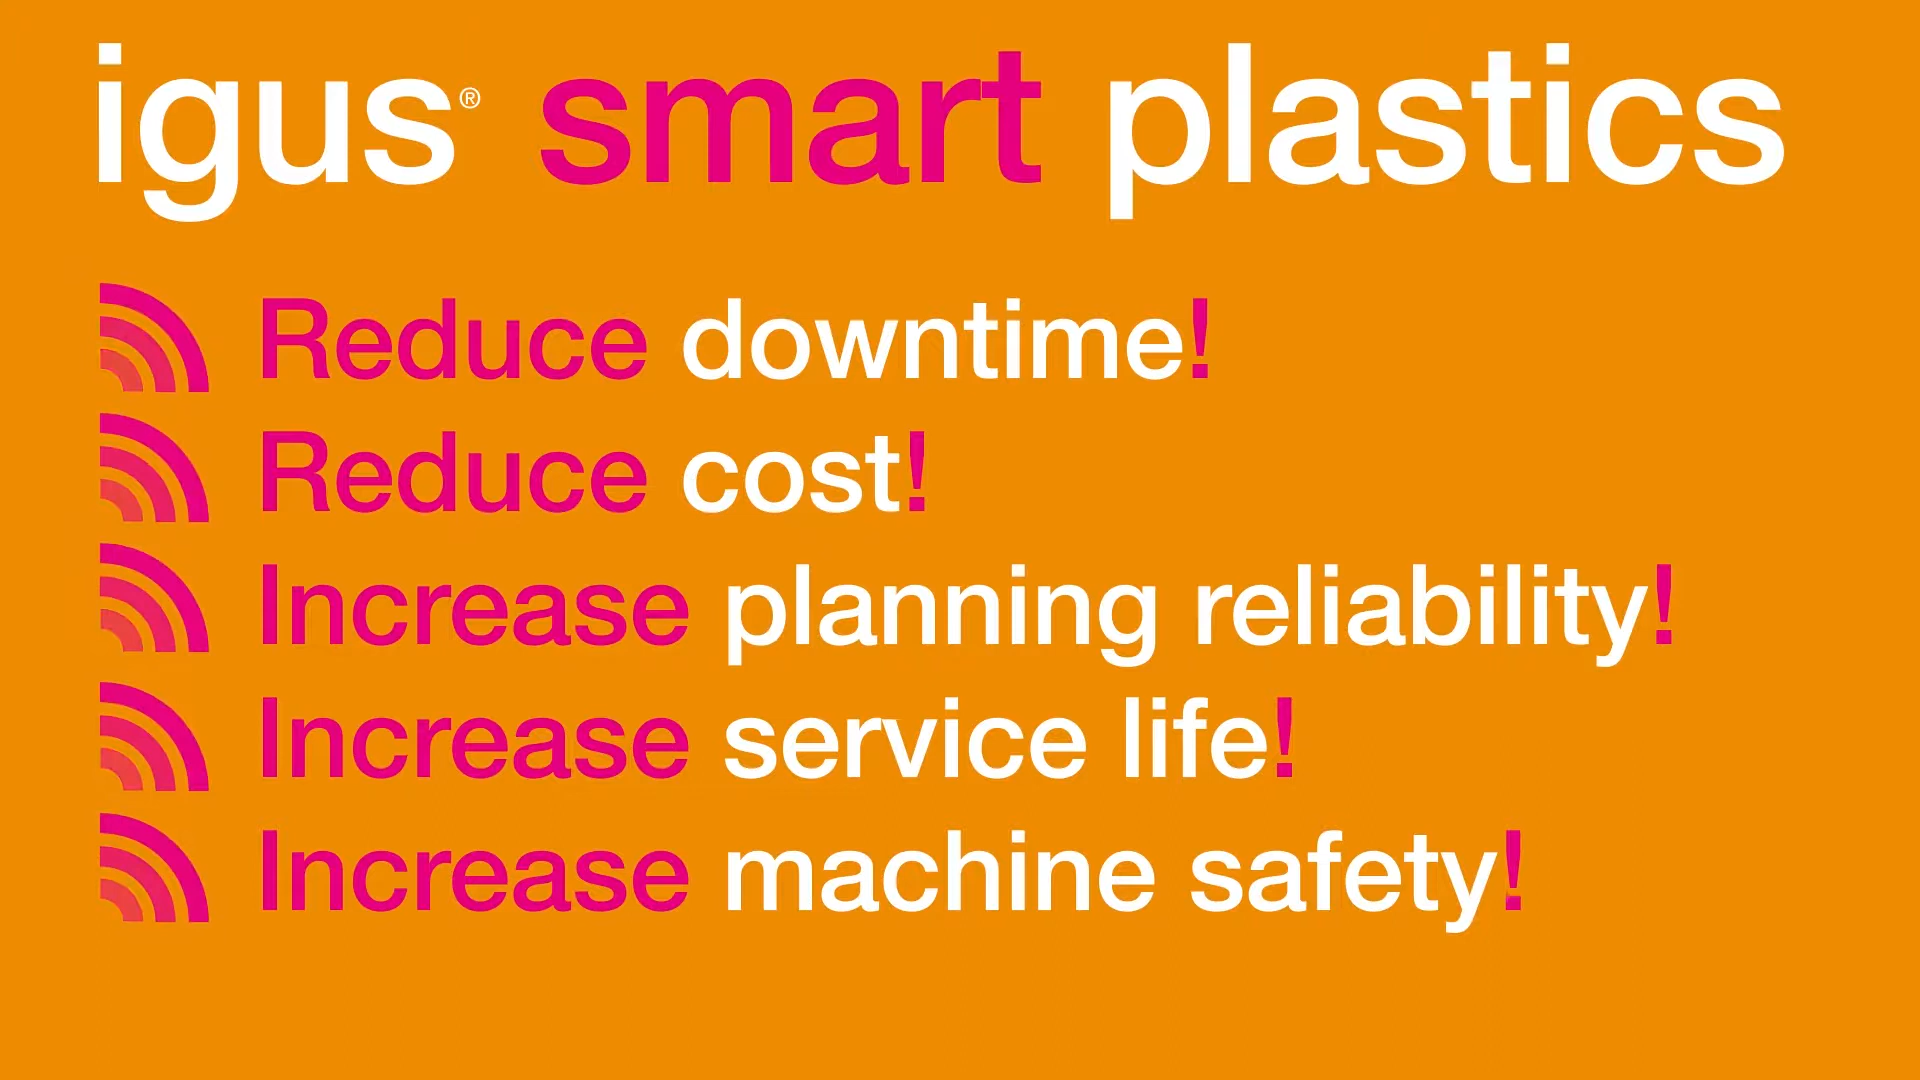 igus® smart plastics
Reduce downtime!
Reduce cost!
Increase planning reliability!
Increase service life!
Increase machine safety!